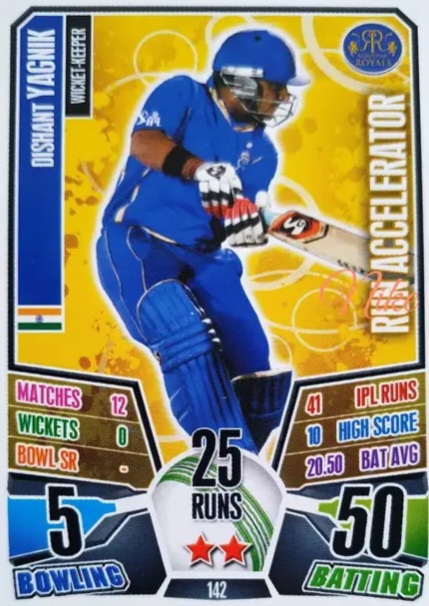 DISHANT YAGNIK
WICKET-KEEPER
ROYALS
RUN ACCELERATOR
SG
MATCHES 12
WICKETS 0
BOWL SR -
41 IPL RUNS
10 HIGH SCORE
20.50 BAT AVG
25
RUNS
5
BOWLING
50
BATTING
142